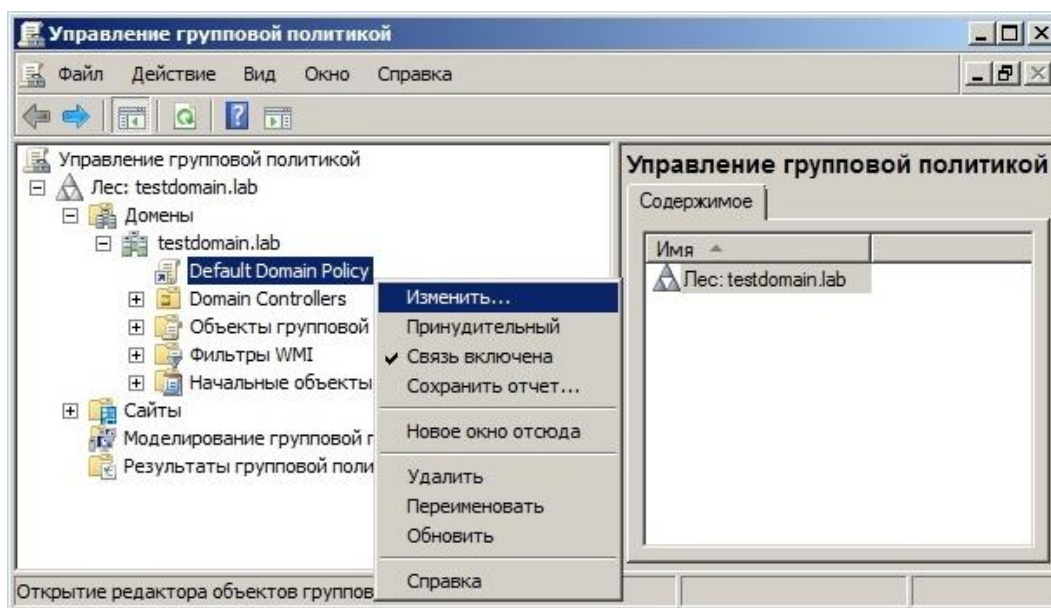 Управление групповой политикой
Файл Действие Вид Окно Справка
Управление групповой политикой
Лес: testdomain.lab
Домены
testdomain.lab
Default Domain Policy
Domain Controllers
Объекты групповой
Фильтры WMI
Начальные объекты
Сайты
Моделирование групповой г
Результаты групповой поли
Изменить...
Принудительный
Связь включена
Сохранить отчет...
Новое окно отсюда
Удалить
Переименовать
Обновить
Справка
Управление групповой политикой
Содержимое
Имя
Лес: testdomain.lab
Открытие редактора объектов группов